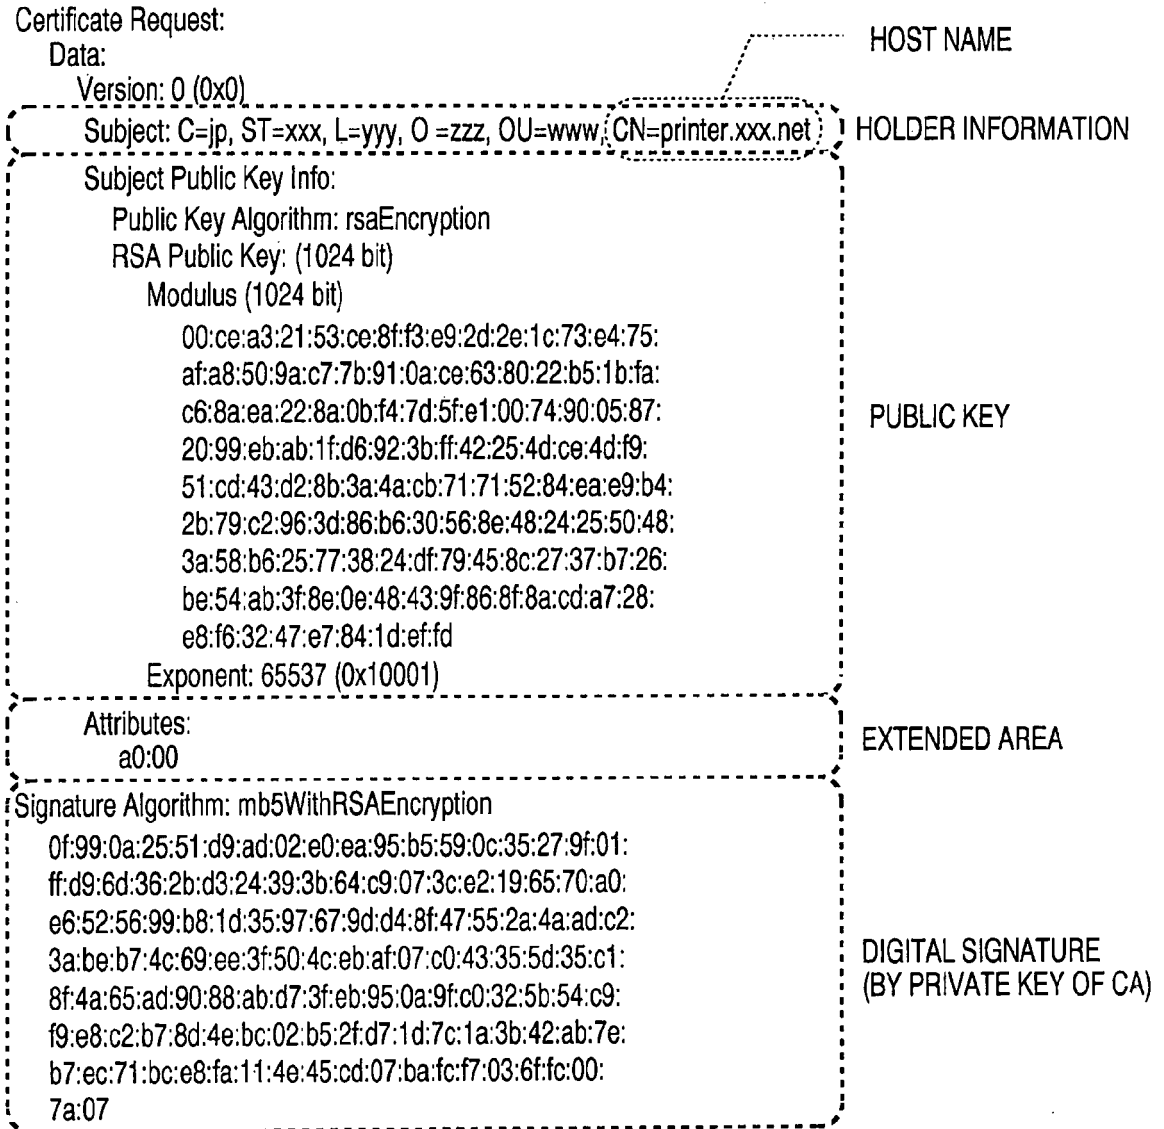 Certificate Request:
HOST NAME
Data:
Version: 0 (0x0)
Subject: C=jp, ST=xxx, L=yyy, O =zzz, OU=www, CN=printer.xxx.net
HOLDER INFORMATION
Subject Public Key Info:
Public Key Algorithm: rsaEncryption
RSA Public Key: (1024 bit)
Modulus (1024 bit)
00:ce:a3:21:53:ce:8f:f3:e9:2d:2e:1c:73:e4:75:
af:a8:50:9a:c7:7b:91:0a:ce:63:80:22:b5:1b:fa:
c6:8a:ea:22:8a:0b:f4:7d:5f:e1:00:74:90:05:87:
PUBLIC KEY
20:99:eb:ab:1f:d6:92:3b:ff:42:25:4d:ce:4d:f9:
51:cd:43:d2:8b:3a:4a:cb:71:71:52:84:ea:e9:b4:
2b:79:c2:96:3d:86:b6:30:56:8e:48:24:25:50:48:
3a:58:b6:25:77:38:24:df:79:45:8c:27:37:b7:26:
be:54:ab:3f:8e:0e:48:43:9f:86:8f:8a:cd:a7:28:
e8:f6:32:47:e7:84:1d:ef:fd
Exponent: 65537 (0x10001)
Attributes:
EXTENDED AREA
a0:00
Signature Algorithm: mb5WithRSAEncryption
0f:99:0a:25:51:d9:ad:02:e0:ea:95:b5:59:0c:35:27:9f:01:
ff:d9:6d:36:2b:d3:24:39:3b:64:c9:07:3c:e2:19:65:70:a0:
e6:52:56:99:b8:1d:35:97:67:9d:d4:8f:47:55:2a:4a:ad:c2:
3a:be:b7:4c:69:ee:3f:50:4c:eb:af:07:c0:43:35:5d:35:c1:
DIGITAL SIGNATURE
(BY PRIVATE KEY OF CA)
8f:4a:65:ad:90:88:ab:d7:3f:eb:95:0a:9f:c0:32:5b:54:c9:
f9:e8:c2:b7:8d:4e:bc:02:b5:2f:d7:1d:7c:1a:3b:42:ab:7e:
b7:ec:71:bc:e8:fa:11:4e:45:cd:07:ba:fc:f7:03:6f:fc:00:
7a:07